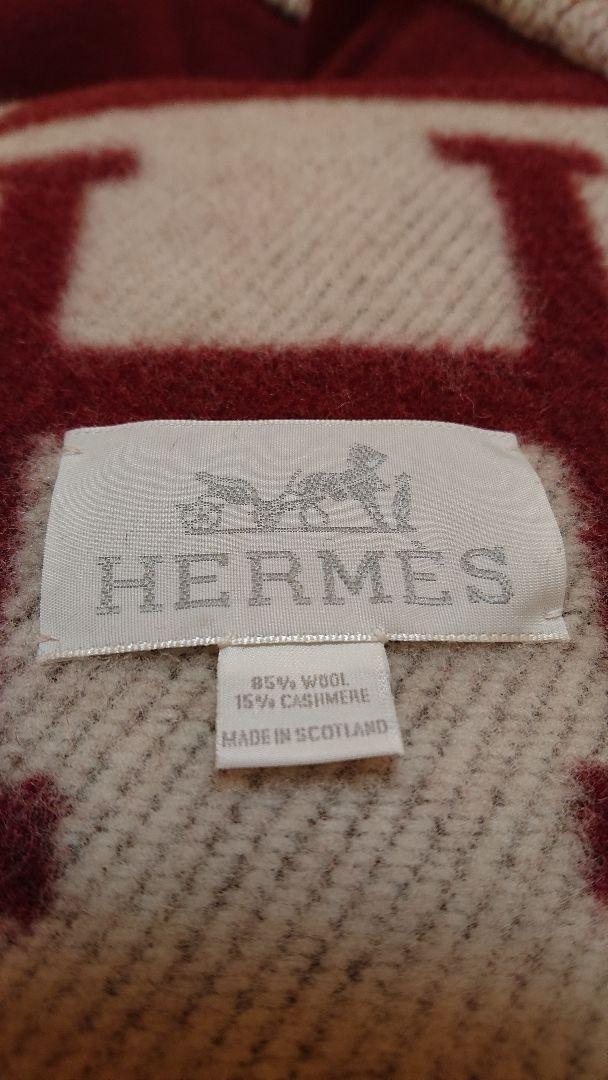 HERMÈS
85% WOOL
15% CASHMERE
MADE IN SCOTLAND